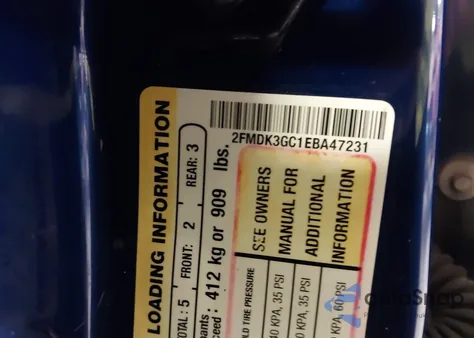 2FMDK3GC1EBA47231
LOADING INFORMATION
TOTAL: 5 FRONT: 2 REAR: 3
412 kg or 909 lbs.
SEE OWNERS
MANUAL FOR
ADDITIONAL
INFORMATION
TIRE PRESSURE
KPA, 35 PSI
KPA, 35 PSI
KPA, 60 PSI